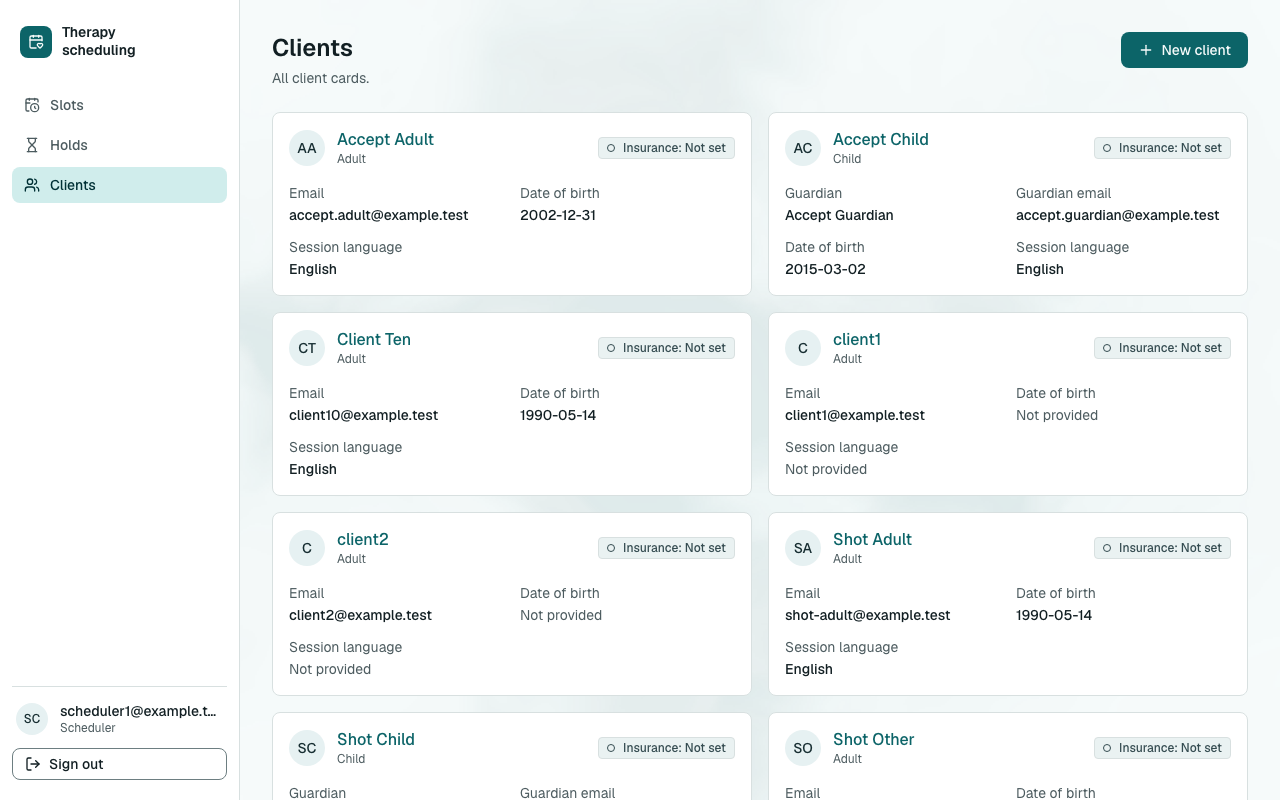 Therapy
scheduling
Slots
Holds
Clients
SC
scheduler1@example.t…
Scheduler
Sign out
Clients
All client cards.
New client
AA
Accept Adult
Adult
Insurance: Not set
Email
Date of birth
accept.adult@example.test
2002-12-31
Session language
English
AC
Accept Child
Child
Insurance: Not set
Guardian
Guardian email
Accept Guardian
accept.guardian@example.test
Date of birth
Session language
2015-03-02
English
CT
Client Ten
Adult
Insurance: Not set
Email
Date of birth
client10@example.test
1990-05-14
Session language
English
C
client1
Adult
Insurance: Not set
Email
Date of birth
client1@example.test
Not provided
Session language
Not provided
C
client2
Adult
Insurance: Not set
Email
Date of birth
client2@example.test
Not provided
Session language
Not provided
SA
Shot Adult
Adult
Insurance: Not set
Email
Date of birth
shot-adult@example.test
1990-05-14
Session language
English
SC
Shot Child
Child
Insurance: Not set
Guardian
Guardian email
SO
Shot Other
Adult
Insurance: Not set
Email
Date of birth